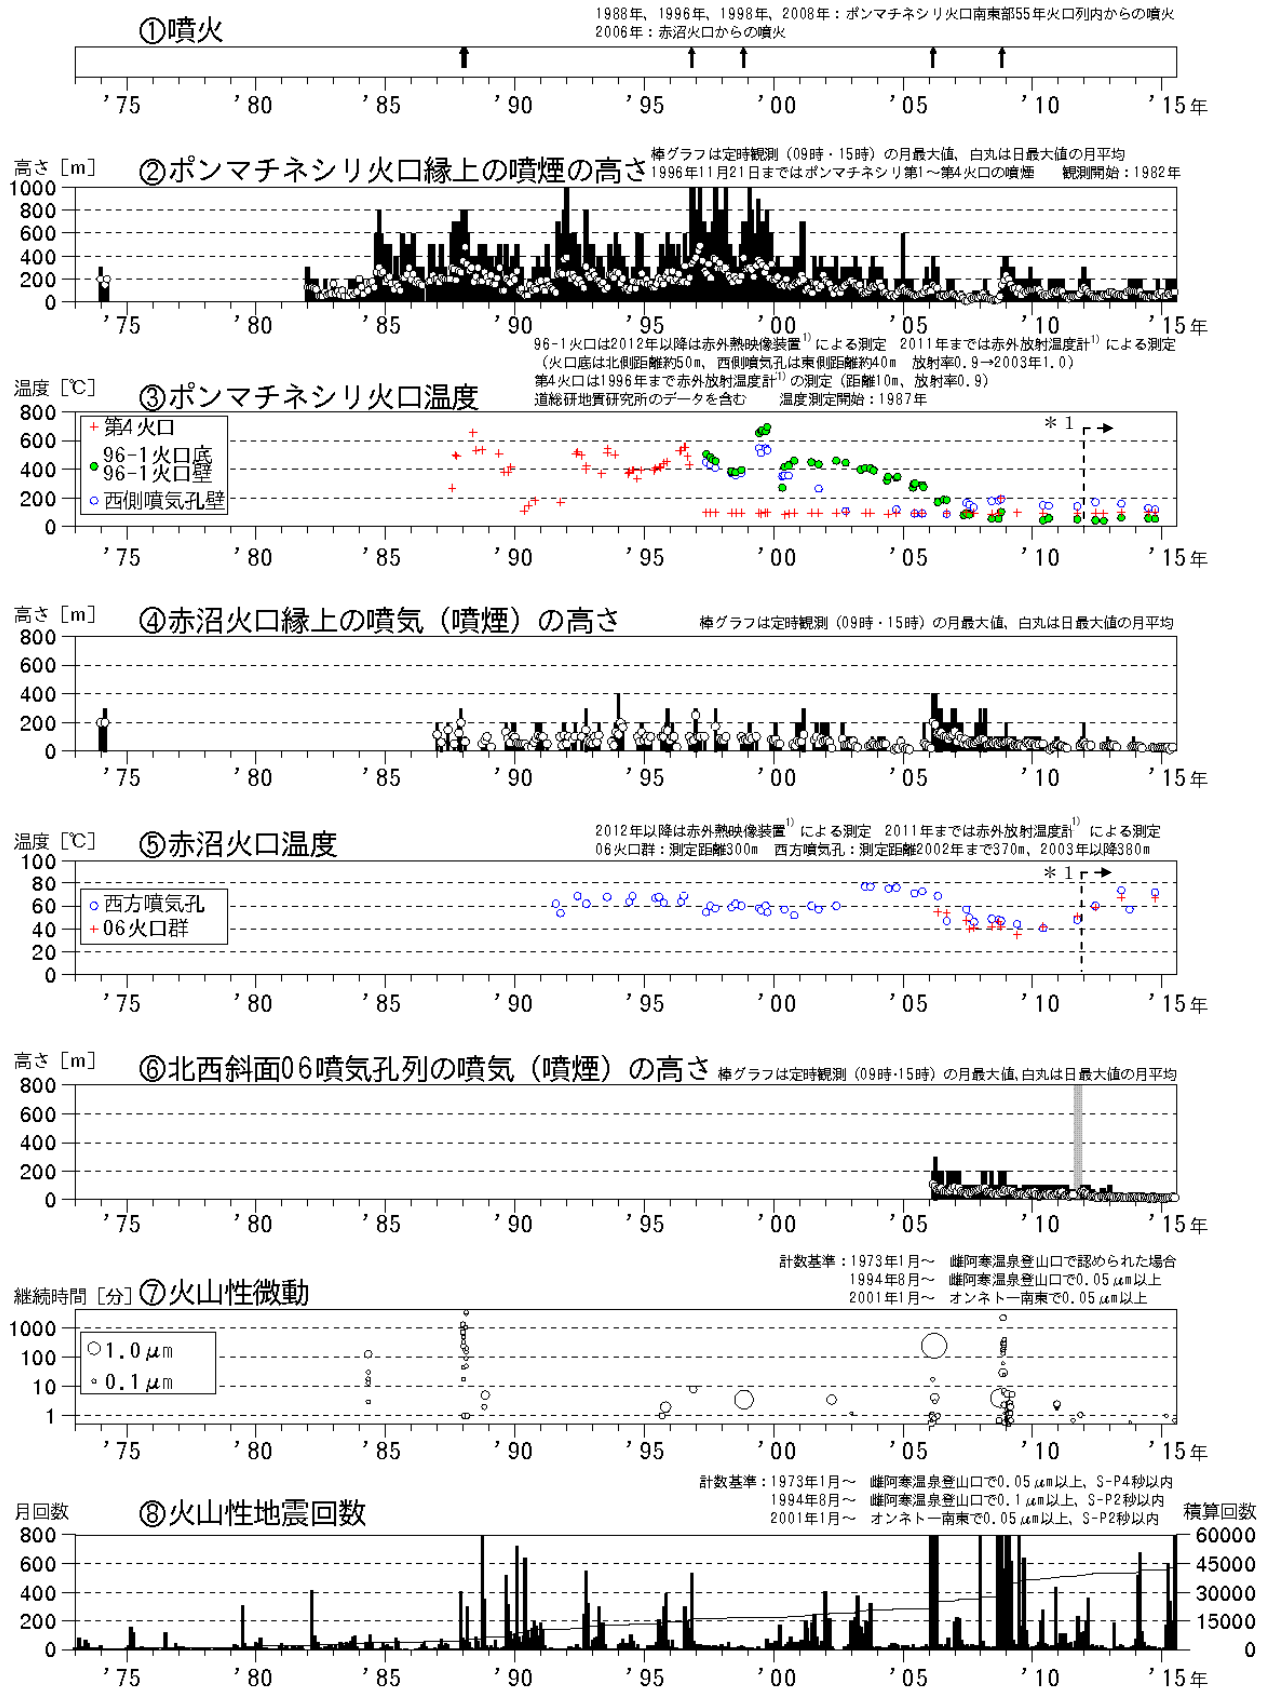 ①噴火
1988年、1996年、1998年、2008年：ポンマチネシリ火口南東部55年火口列内からの噴火
2006年：赤沼火口からの噴火
'75 '80 '85 '90 '95 '00 '05 '10 '15年
高さ［m］
②ポンマチネシリ火口縁上の噴煙の高さ
棒グラフは定時観測（09時・15時）の月最大値、白丸は日最大値の月平均
1996年11月21日まではポンマチネシリ第1～第4火口の噴煙 観測開始：1982年
1000
800
600
400
200
0
'75 '80 '85 '90 '95 '00 '05 '10 '15年
96-1火口は2012年以降は赤外熱映像装置1) による測定 2011年までは赤外放射温度計1) による測定
（火口底は北側距離約50m、西側噴気孔は東側距離約40m 放射率0.9→2003年1.0）
第4火口は1996年まで赤外放射温度計1) の測定（距離10m、放射率0.9）
道総研地質研究所のデータを含む 温度測定開始：1987年
温度［℃］
③ポンマチネシリ火口温度
800
600
400
200
0
第4火口
96-1火口底
96-1火口壁
西側噴気孔壁
＊1
'75 '80 '85 '90 '95 '00 '05 '10 '15年
高さ［m］
④赤沼火口縁上の噴気（噴煙）の高さ
棒グラフは定時観測（09時・15時）の月最大値、白丸は日最大値の月平均
800
600
400
200
0
'75 '80 '85 '90 '95 '00 '05 '10 '15年
温度［℃］
⑤赤沼火口温度
2012年以降は赤外熱映像装置1) による測定 2011年までは赤外放射温度計1) による測定
06火口群：測定距離300m 西方噴気孔：測定距離2002年まで370m、2003年以降380m
100
80
60
40
20
0
西方噴気孔
06火口群
＊1
'75 '80 '85 '90 '95 '00 '05 '10 '15年
高さ［m］
⑥北西斜面06噴気孔列の噴気（噴煙）の高さ
棒グラフは定時観測（09時・15時）の月最大値、白丸は日最大値の月平均
800
600
400
200
0
'75 '80 '85 '90 '95 '00 '05 '10 '15年
計数基準：1973年1月～ 雌阿寒温泉登山口で認められた場合
1994年8月～ 雌阿寒温泉登山口で0.05μm以上
2001年1月～ オンネトー南東で0.05μm以上
継続時間［分］
⑦火山性微動
1000
100
10
1
1.0μm
0.1μm
'75 '80 '85 '90 '95 '00 '05 '10 '15年
計数基準：1973年1月～ 雌阿寒温泉登山口で0.05μm以上、S-P4秒以内
1994年8月～ 雌阿寒温泉登山口で0.1μm以上、S-P2秒以内
2001年1月～ オンネトー南東で0.05μm以上、S-P2秒以内
月回数
⑧火山性地震回数
積算回数
800
600
400
200
0
60000
45000
30000
15000
0
'75 '80 '85 '90 '95 '00 '05 '10 '15年